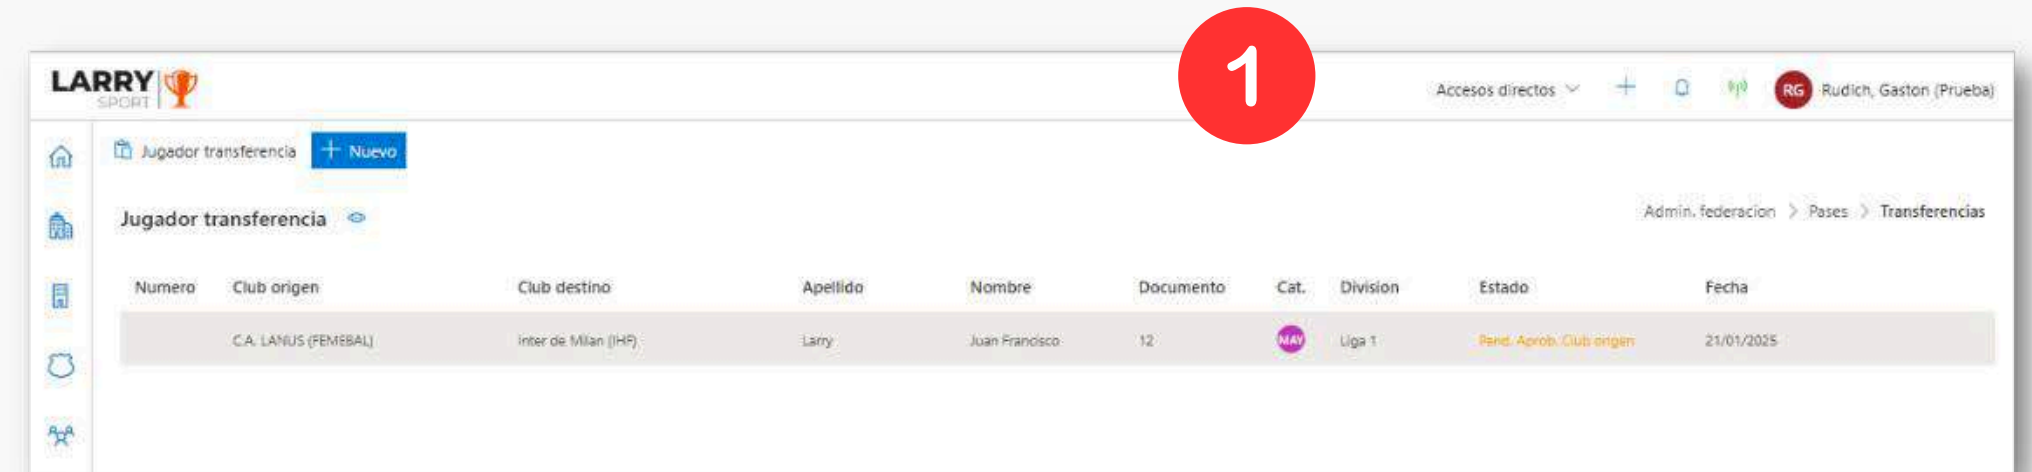 1
LARRY
SPORT
Accesos directos
RG Rudich, Gaston (Prueba)
Jugador transferencia + Nuevo
Jugador transferencia
Admin. federacion > Pases > Transferencias
Numero Club origen Club destino Apellido Nombre Documento Cat. Division Estado Fecha
C.A. LANUS (FEMEBAL) Inter de Milan (IHF) Larry Juan Francisco 12 MAY Liga 1 Pend. Aprob. Club origen 21/01/2025